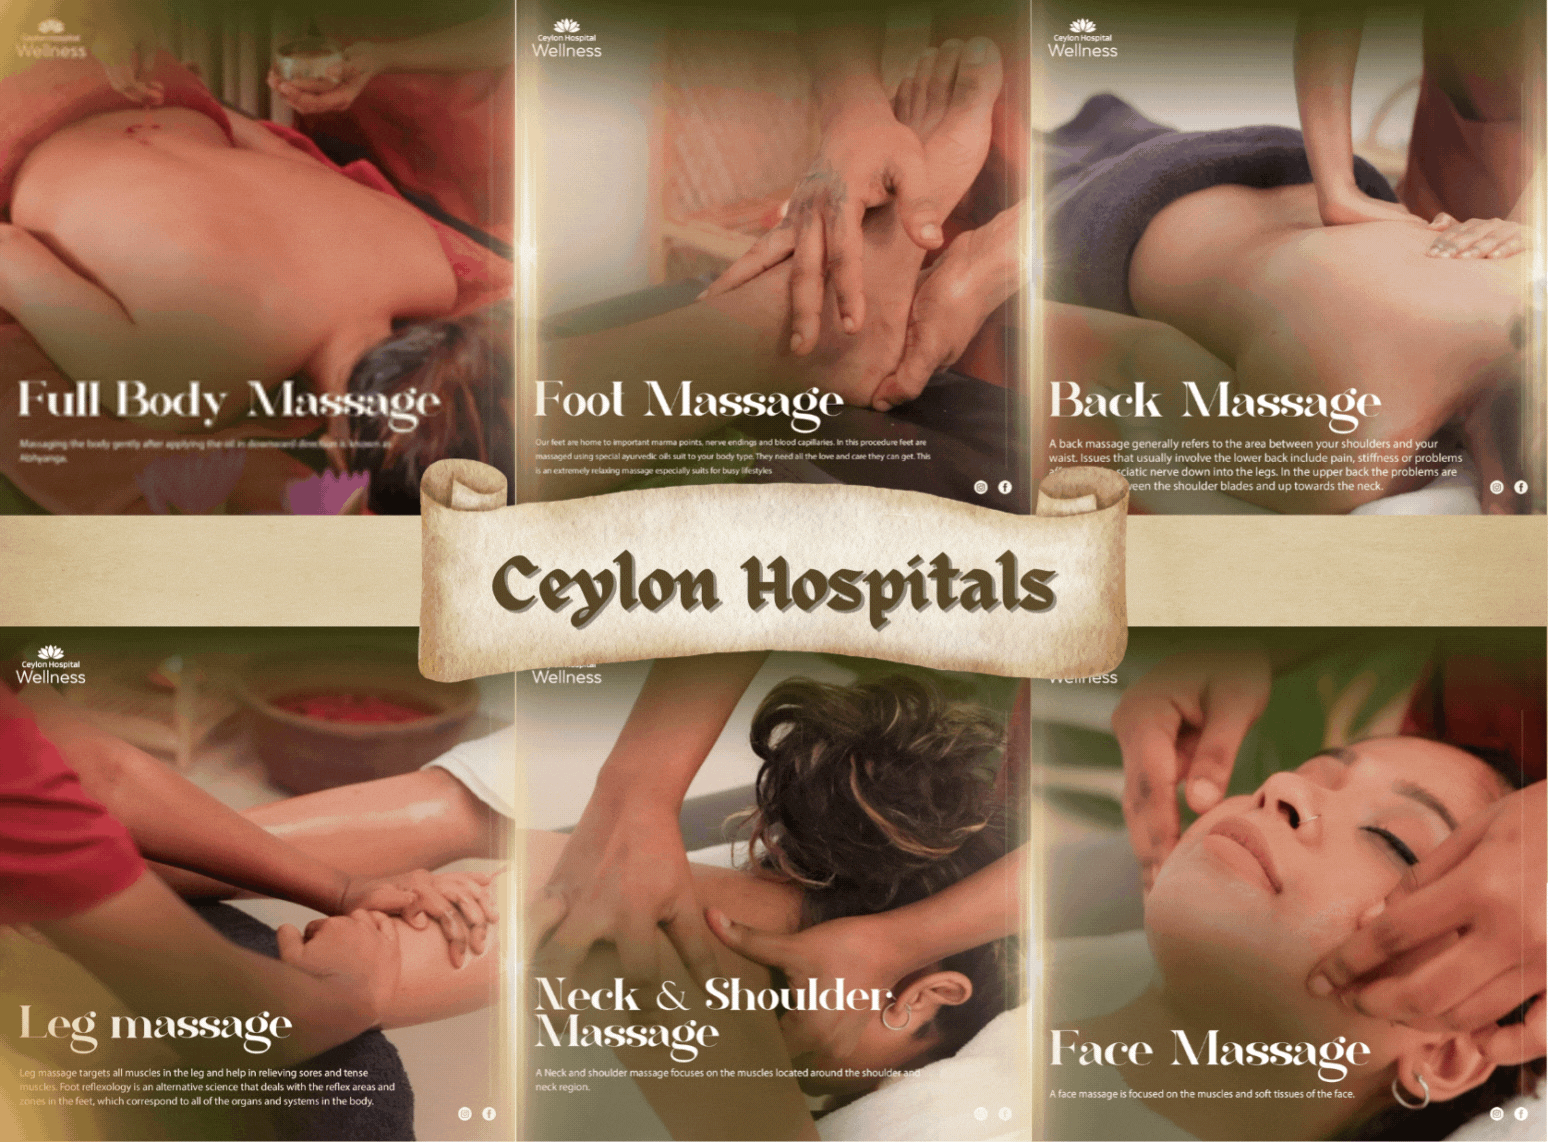 Ceylon Hospital
Wellness
Full Body Massage
Massaging the body gently after applying the oil in downward direction is known as
Abhyanga.
Ceylon Hospital
Wellness
Foot Massage
Our feet are home to important marma points, nerve endings and blood capillaries. In this procedure feet are
massaged using special ayurvedic oils suit to your body type. They need all the love and care they can get. This
is an extremely relaxing massage especially suits for busy lifestyles
Ceylon Hospital
Wellness
Back Massage
A back massage generally refers to the area between your shoulders and your
waist. Issues that usually involve the lower back include pain, stiffness or problems
nerve down into the legs. In the upper back the problems are
the shoulder blades and up towards the neck.
Ceylon Hospitals
Ceylon Hospital
Wellness
Leg massage
Leg massage targets all muscles in the leg and help in relieving sores and tense
muscles. Foot reflexology is an alternative science that deals with the reflex areas and
zones in the feet, which correspond to all of the organs and systems in the body.
Wellness
Neck & Shoulder
Massage
A Neck and shoulder massage focuses on the muscles located around the shoulder and
neck region.
Wellness
Face Massage
A face massage is focused on the muscles and soft tissues of the face.